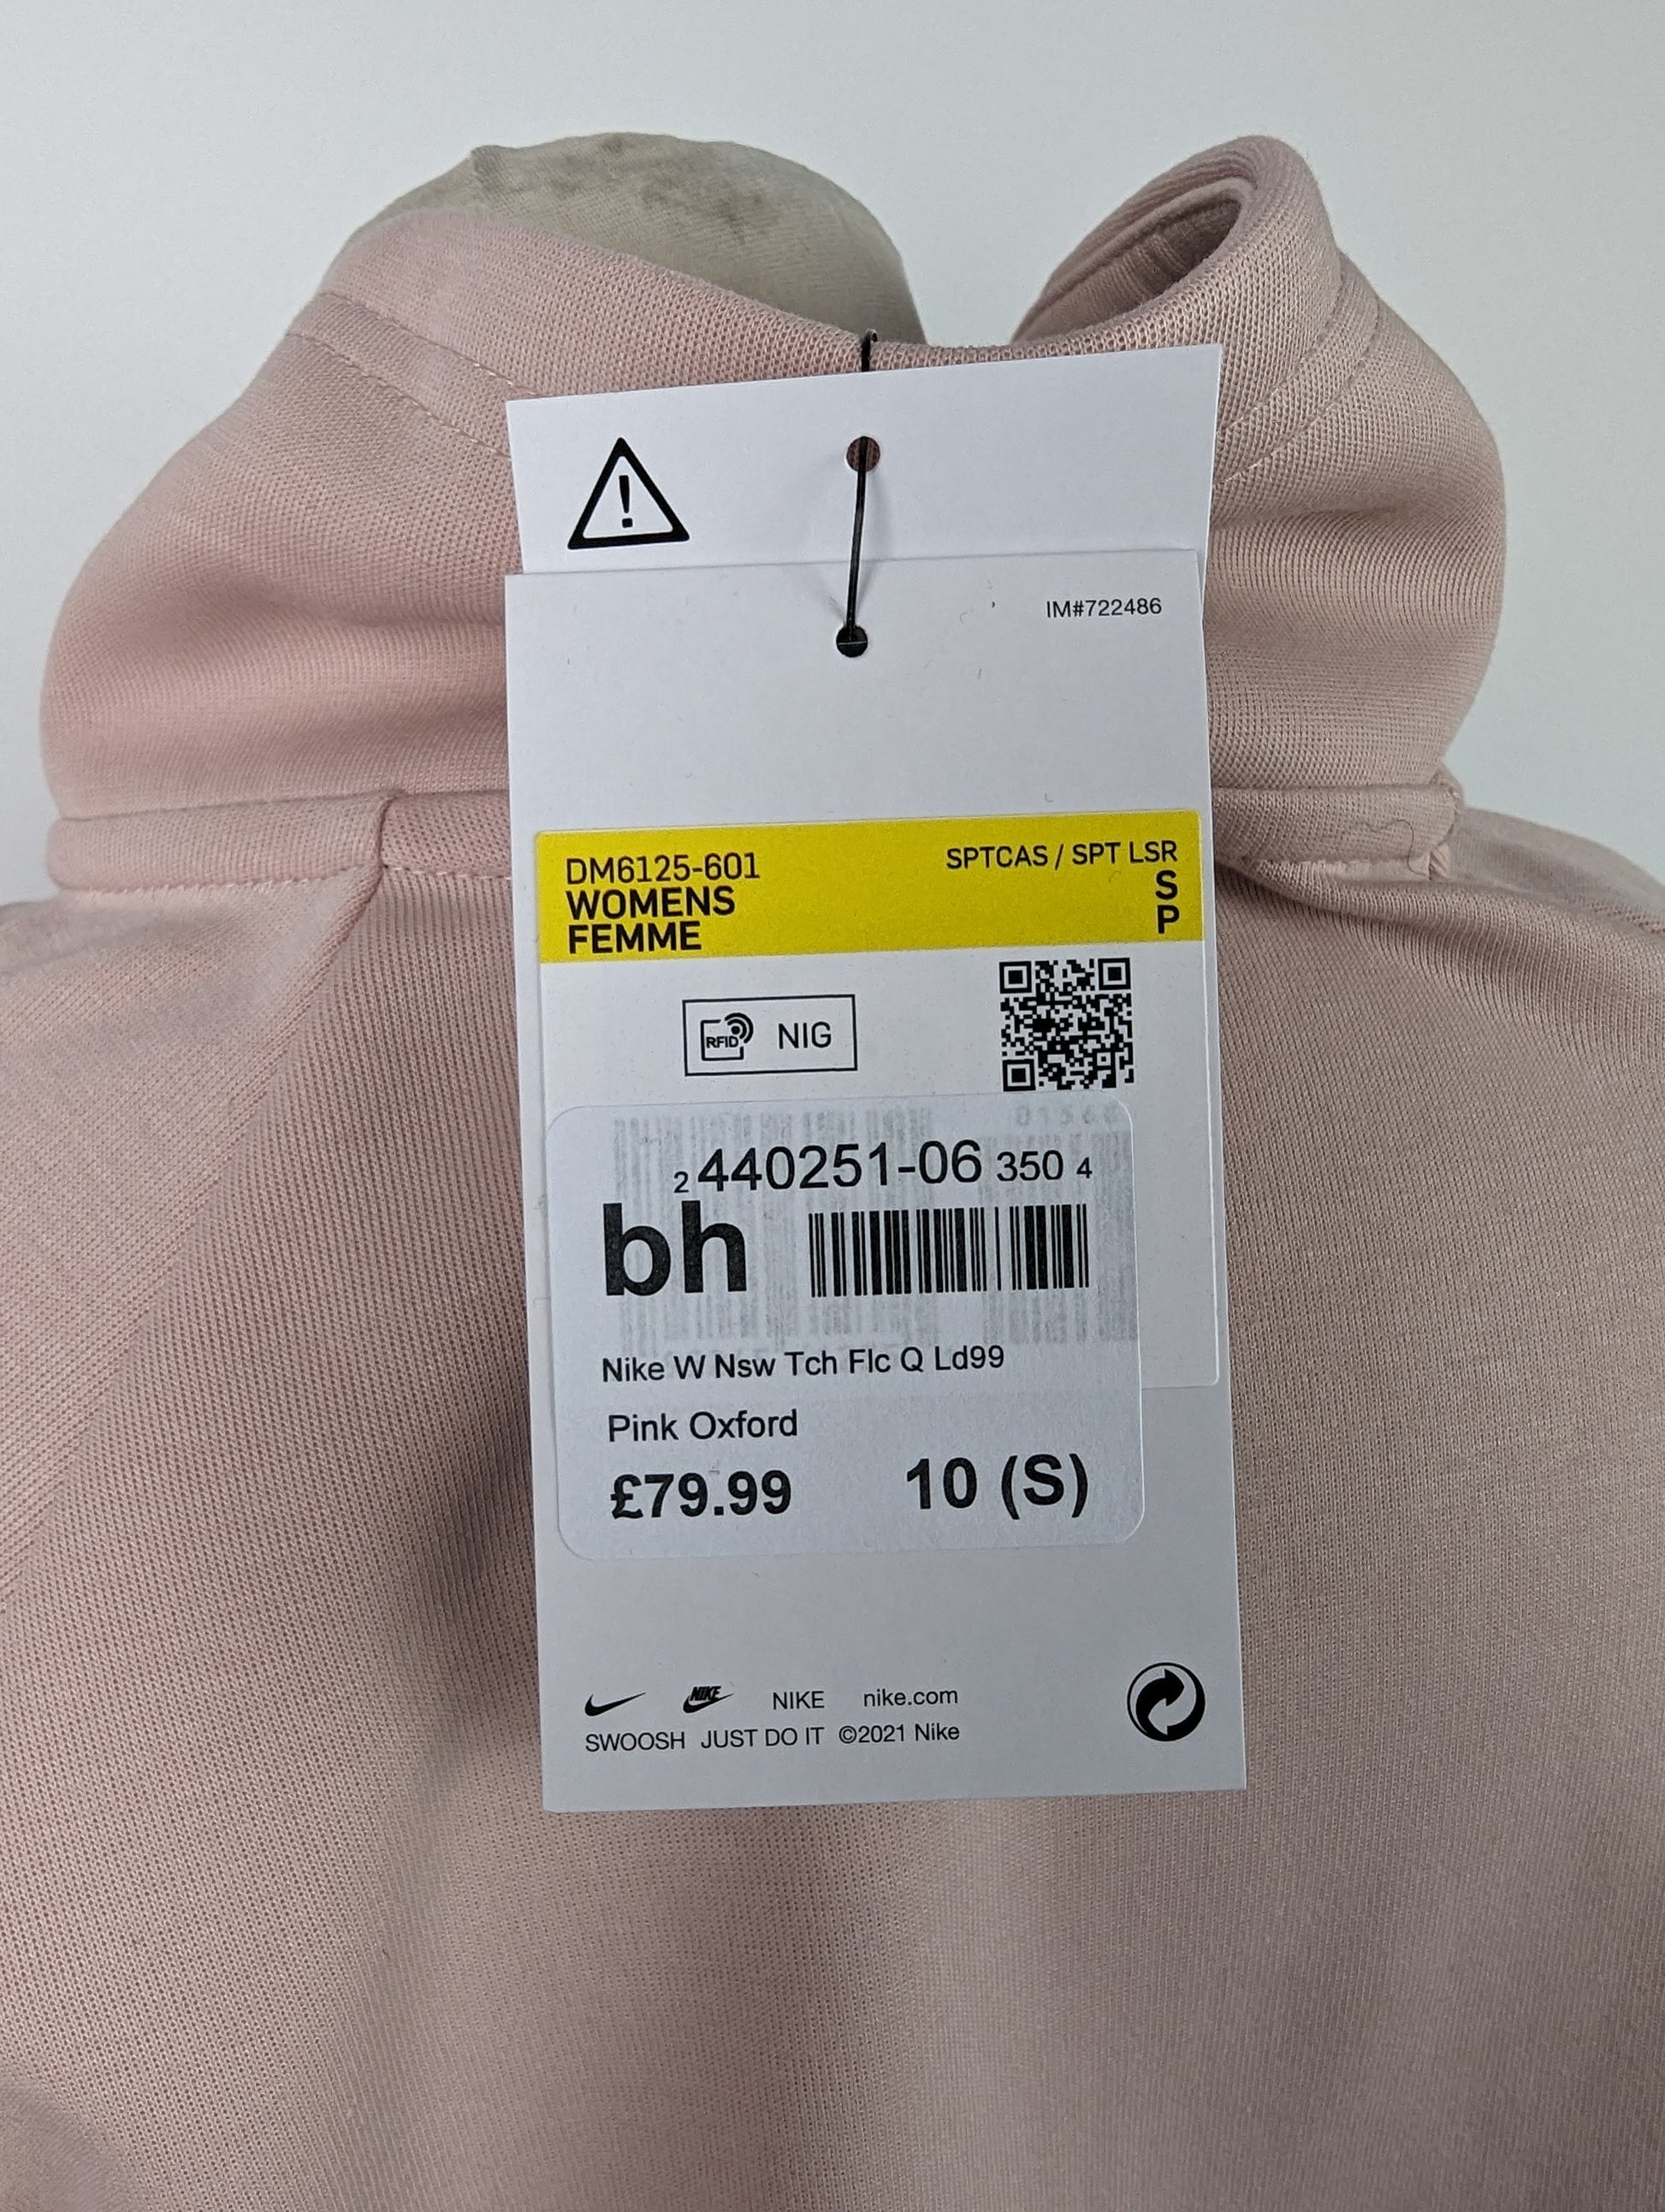 IM#722486
DM6125-601 SPTCAS / SPT LSR
WOMENS S
FEMME P
RFID NIG
2 440251-06 350 4
bh
Nike W Nsw Tch Flc Q Ld99
Pink Oxford
£79.99 10 (S)
NIKE NIKE nike.com
SWOOSH JUST DO IT ©2021 Nike